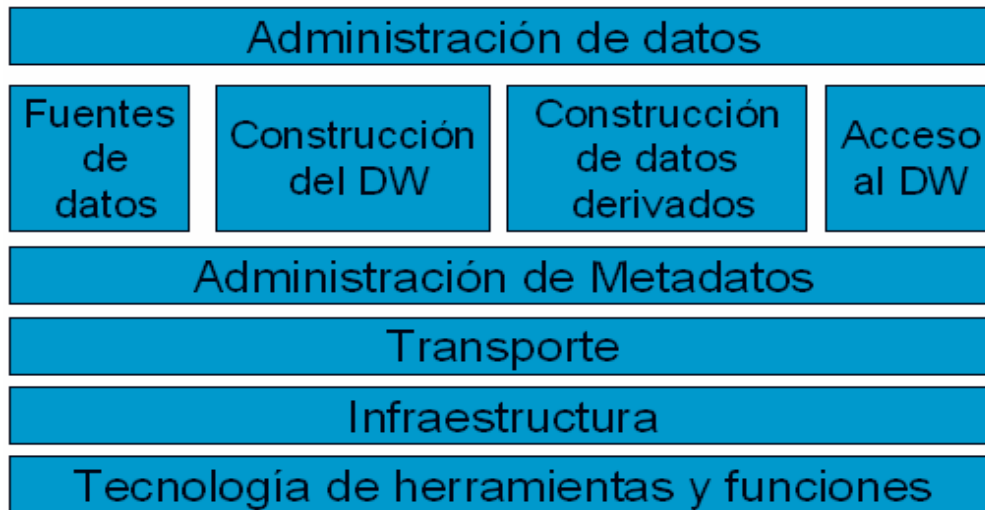 Administración de datos
Fuentes
de
datos
Construcción
del DW
Construcción
de datos
derivados
Acceso
al DW
Administración de Metadatos
Transporte
Infraestructura
Tecnología de herramientas y funciones